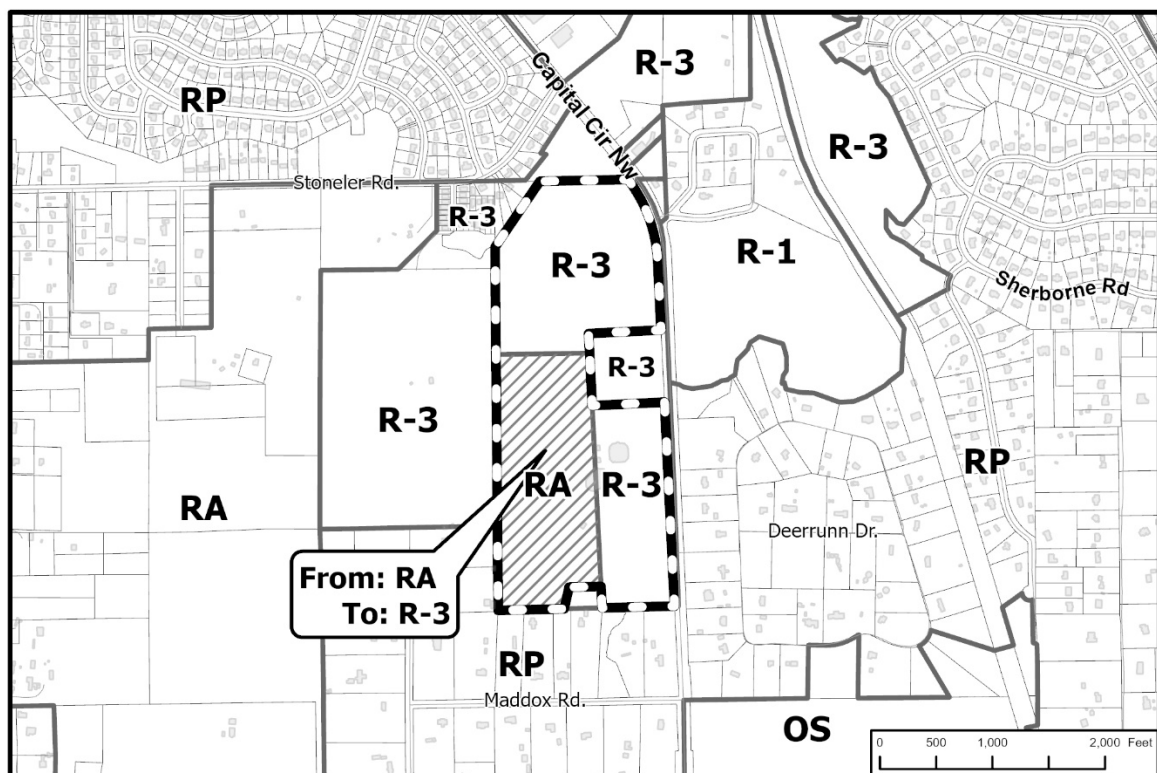 R-3
Capital Cir Nw
RP
R-3
Stoneler Rd.
R-3
R-3
R-1
Sherborne Rd
R-3
R-3
RP
RA
R-3
RA
Deerrunn Dr.
From: RA
To: R-3
RP
Maddox Rd.
OS
0 500 1,000 2,000 Feet